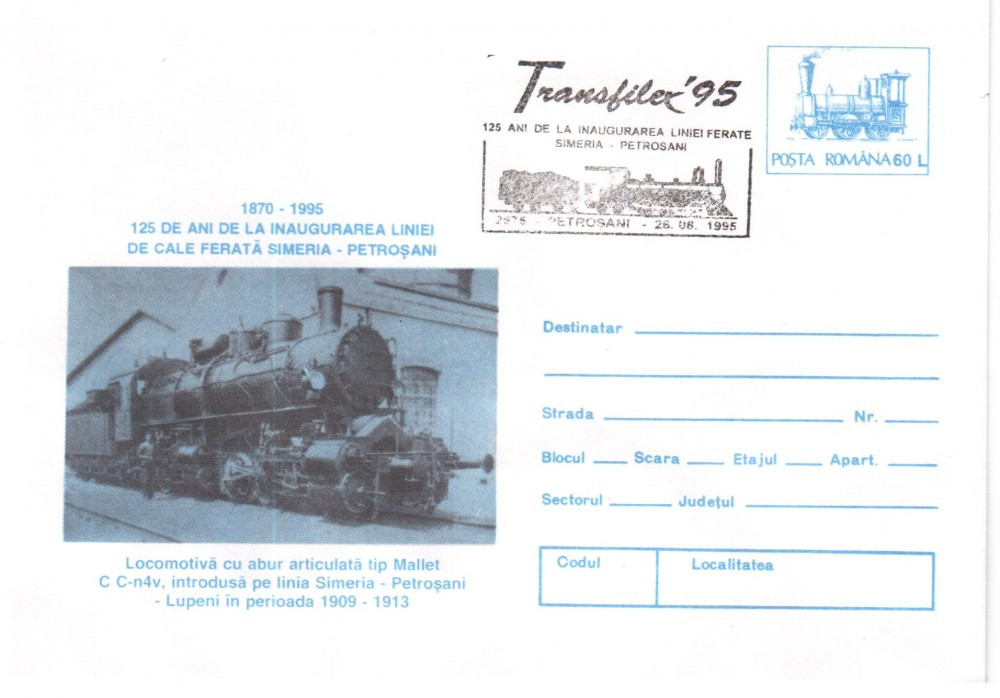 Transfilex'95
125 ANI DE LA INAUGURAREA LINIEI FERATE
SIMERIA - PETROSANI
2675 - PETROȘANI - 26. 08. 1995
POȘTA ROMÂNA 60 L
1870 - 1995
125 DE ANI DE LA INAUGURAREA LINIEI
DE CALE FERATĂ SIMERIA - PETROȘANI
Locomotivă cu abur articulată tip Mallet
C C-n4v, introdusă pe linia Simeria - Petroșani
- Lupeni în perioada 1909 - 1913
Destinatar
Strada Nr.
Blocul Scara Etajul Apart.
Sectorul Județul
Codul Localitatea